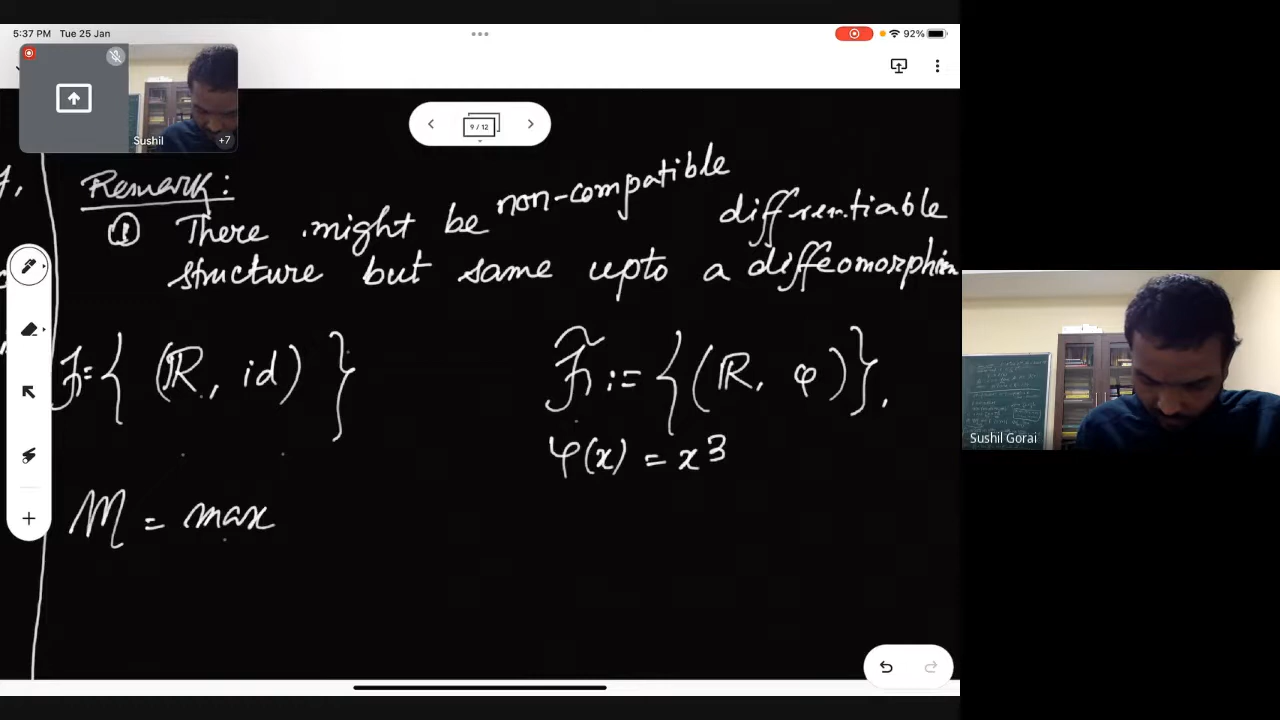 5:37 PM Tue 25 Jan
92%
Sushil
+7
9 / 12
Remark:
① There might be non-compatible diffrentiable
structure but same upto a diffeomorphism
F = { (ℝ, id) }
F̃ := { (ℝ, φ) }.
φ(x) = x3
M = max
Sushil Gorai